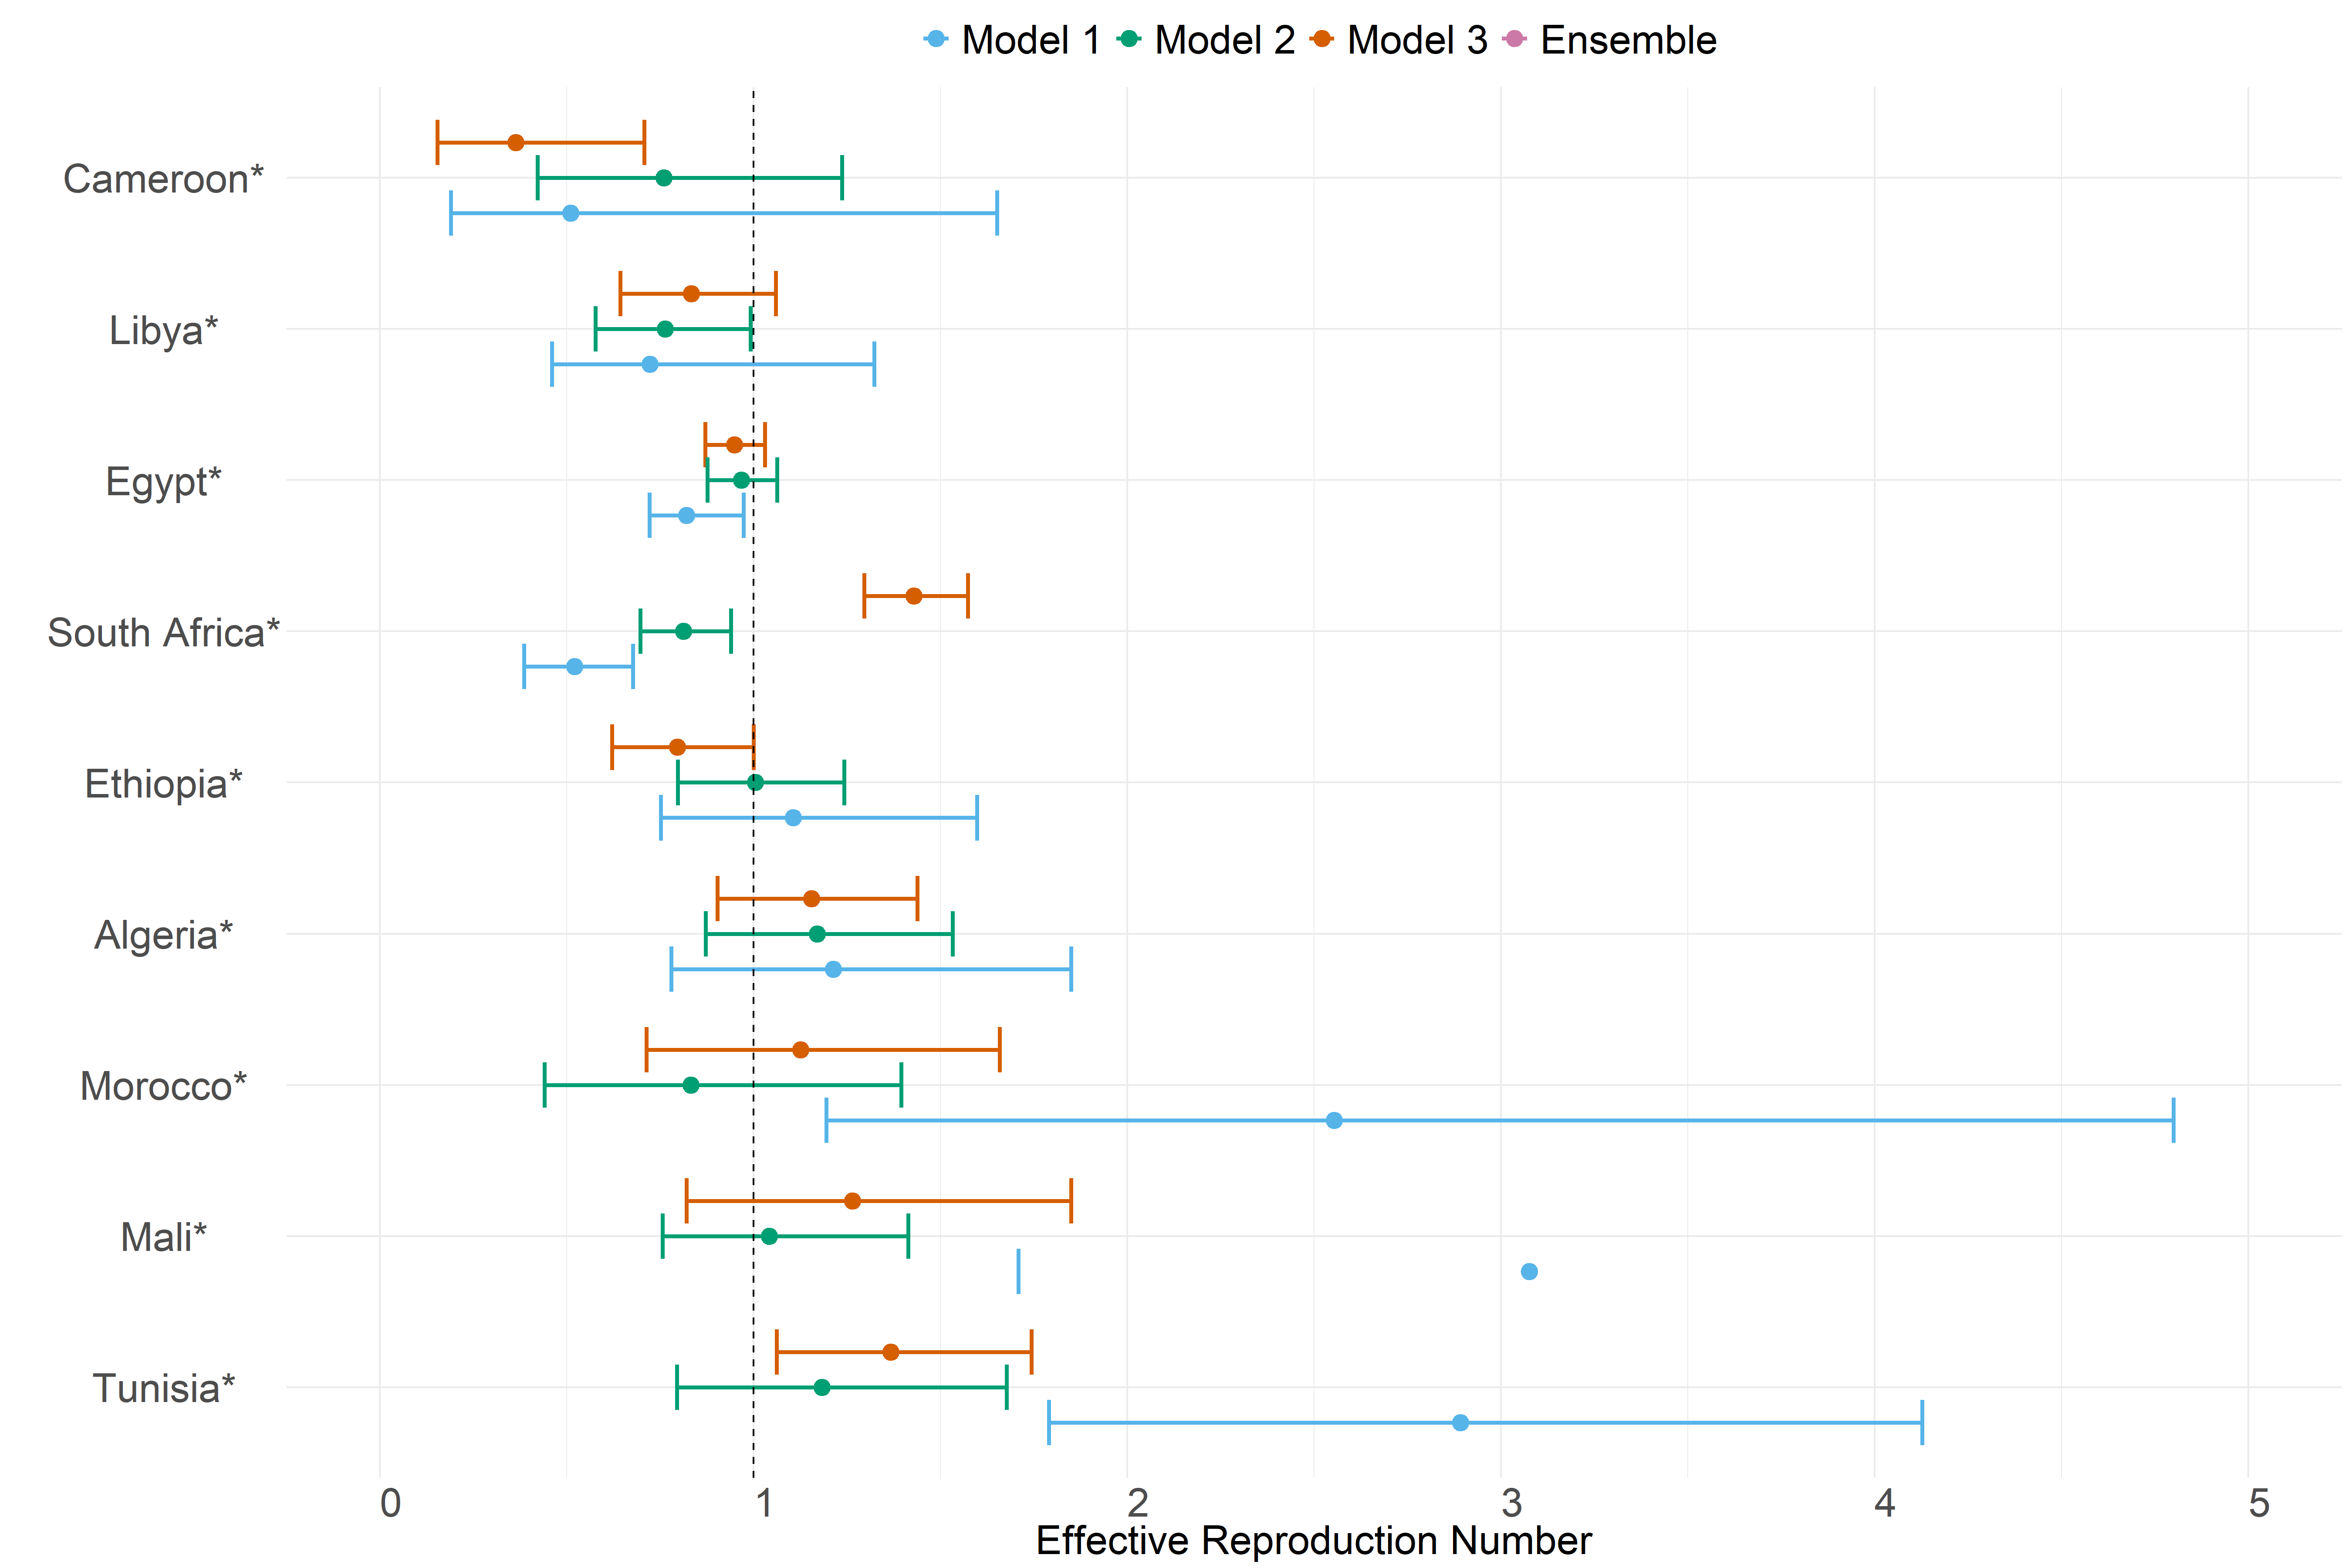 Model 1 Model 2 Model 3 Ensemble
Cameroon*
Libya*
Egypt*
South Africa*
Ethiopia*
Algeria*
Morocco*
Mali*
Tunisia*
0 1 2 3 4 5
Effective Reproduction Number